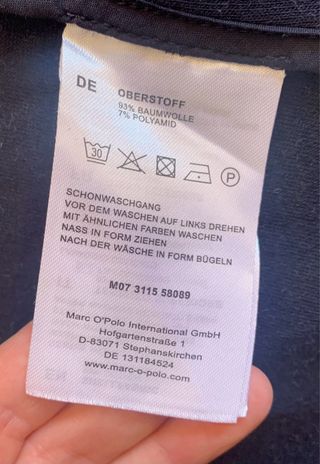 DE OBERSTOFF
93% BAUMWOLLE
7% POLYAMID
30 P
SCHONWASCHGANG
VOR DEM WASCHEN AUF LINKS DREHEN
MIT ÄHNLICHEN FARBEN WASCHEN
NASS IN FORM ZIEHEN
NACH DER WÄSCHE IN FORM BÜGELN
M07 3115 58089
Marc O'Polo International GmbH
Hofgartenstraße 1
D-83071 Stephanskirchen
DE 131184524
www.marc-o-polo.com